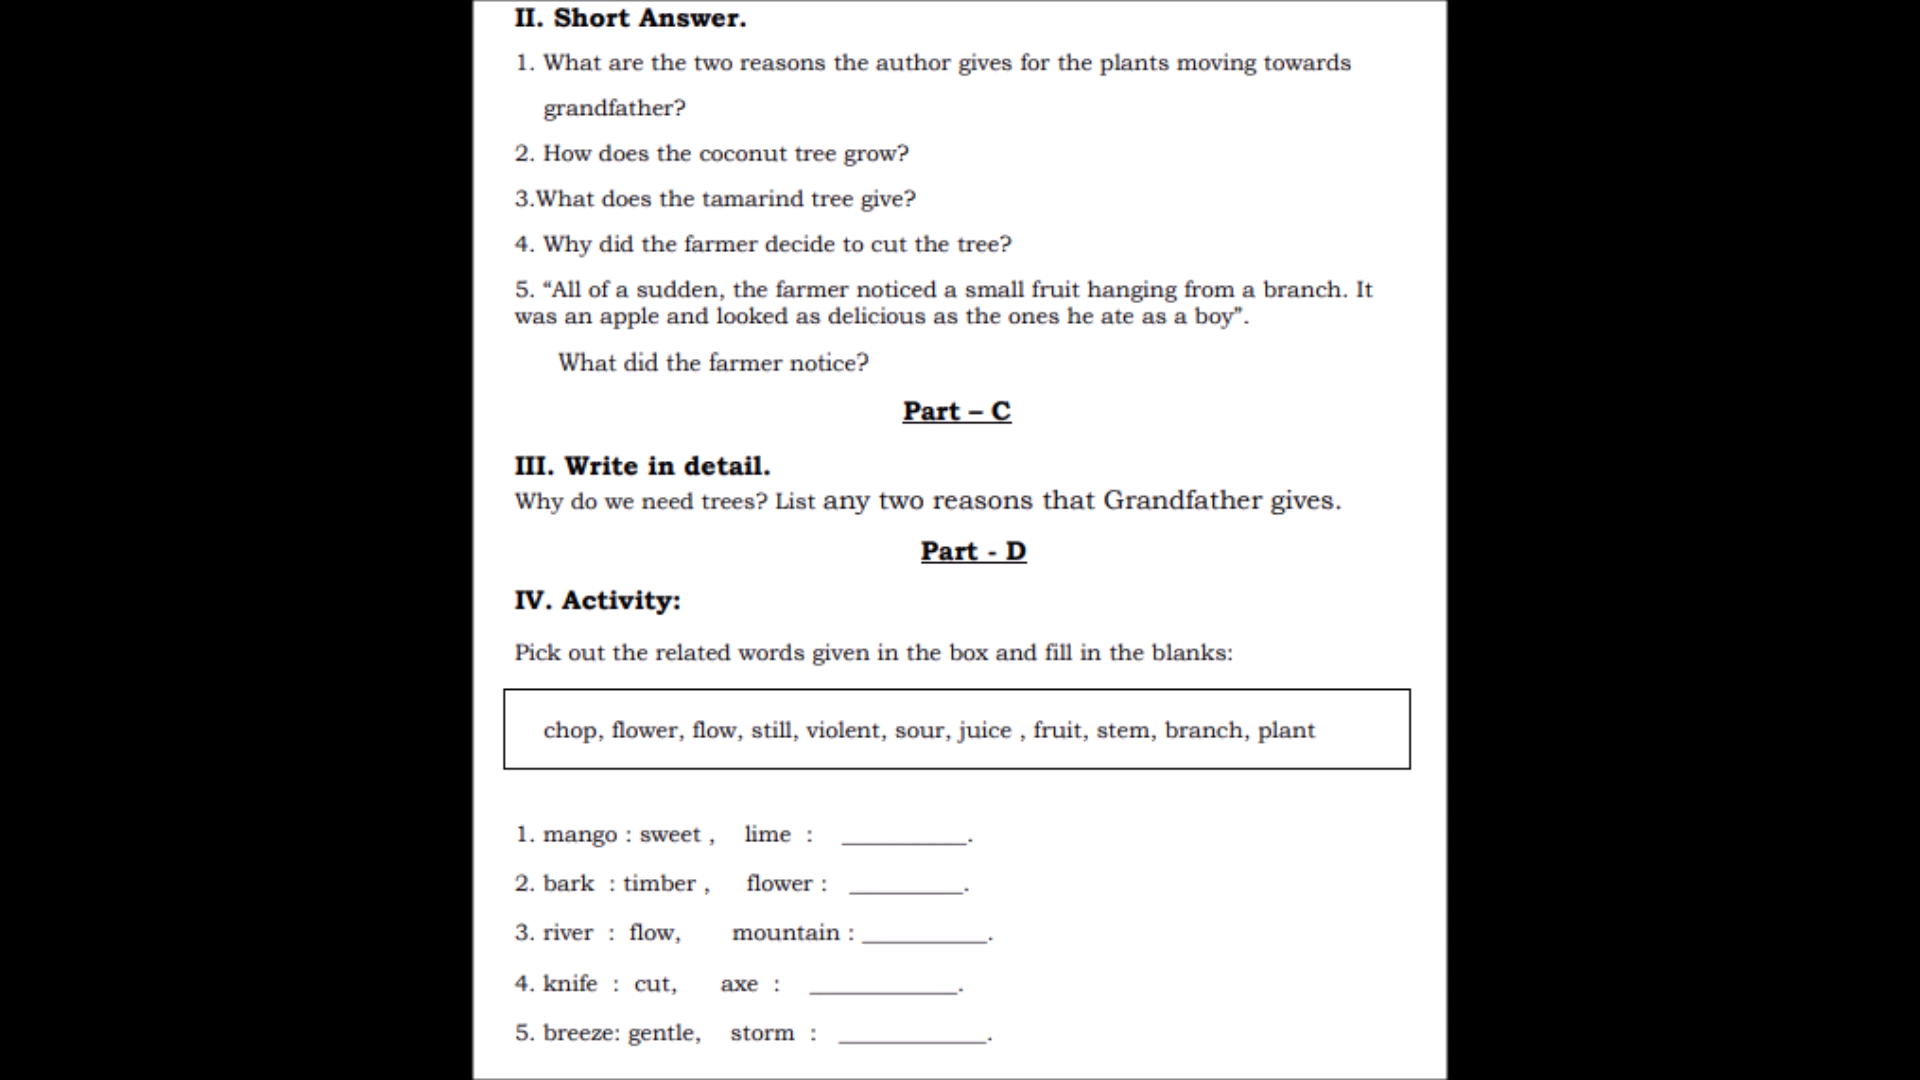 II. Short Answer.
1. What are the two reasons the author gives for the plants moving towards
grandfather?
2. How does the coconut tree grow?
3.What does the tamarind tree give?
4. Why did the farmer decide to cut the tree?
5. “All of a sudden, the farmer noticed a small fruit hanging from a branch. It
was an apple and looked as delicious as the ones he ate as a boy”.
What did the farmer notice?
Part – C
III. Write in detail.
Why do we need trees? List any two reasons that Grandfather gives.
Part - D
IV. Activity:
Pick out the related words given in the box and fill in the blanks:
chop, flower, flow, still, violent, sour, juice , fruit, stem, branch, plant
1. mango : sweet , lime : __________.
2. bark : timber , flower : _________.
3. river : flow, mountain : __________.
4. knife : cut, axe : ____________.
5. breeze: gentle, storm : ____________.